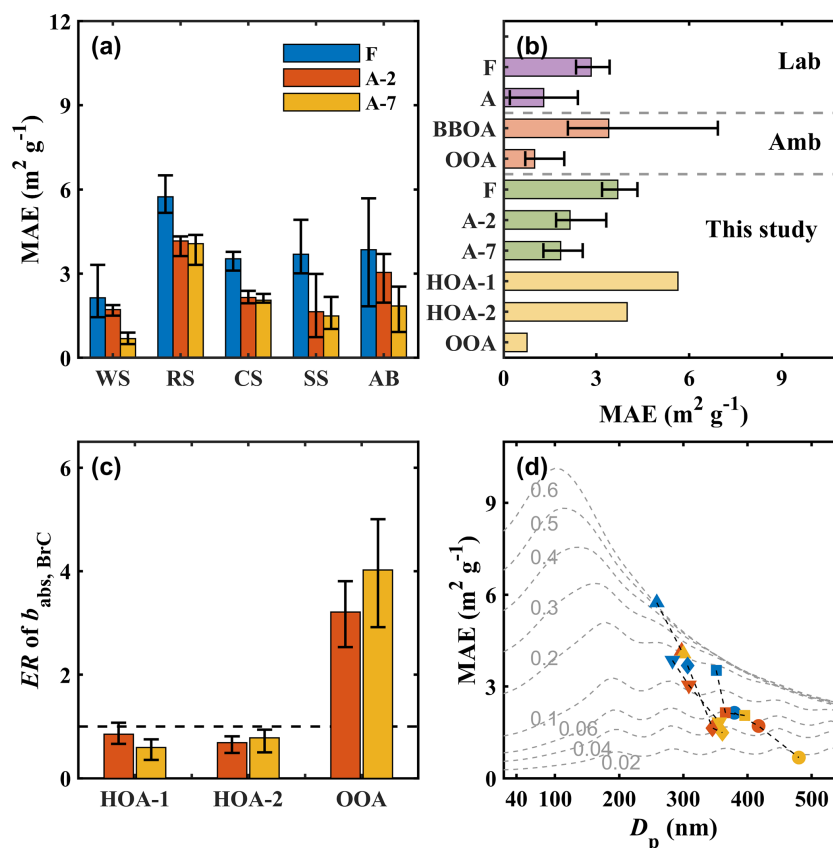 (a)
12
9
6
3
0
MAE (m² g⁻¹)
F
A-2
A-7
WS RS CS SS AB
(b)
Lab
F
A
BBOA
Amb
OOA
F
A-2
This study
A-7
HOA-1
HOA-2
OOA
0 3 6 9
MAE (m² g⁻¹)
(c)
6
4
2
0
ER of b_abs, BrC
HOA-1 HOA-2 OOA
(d)
9
6
3
0
MAE (m² g⁻¹)
0.6
0.5
0.4
0.3
0.2
0.1
0.06
0.04
0.02
40 100 200 300 400 500
D_p (nm)